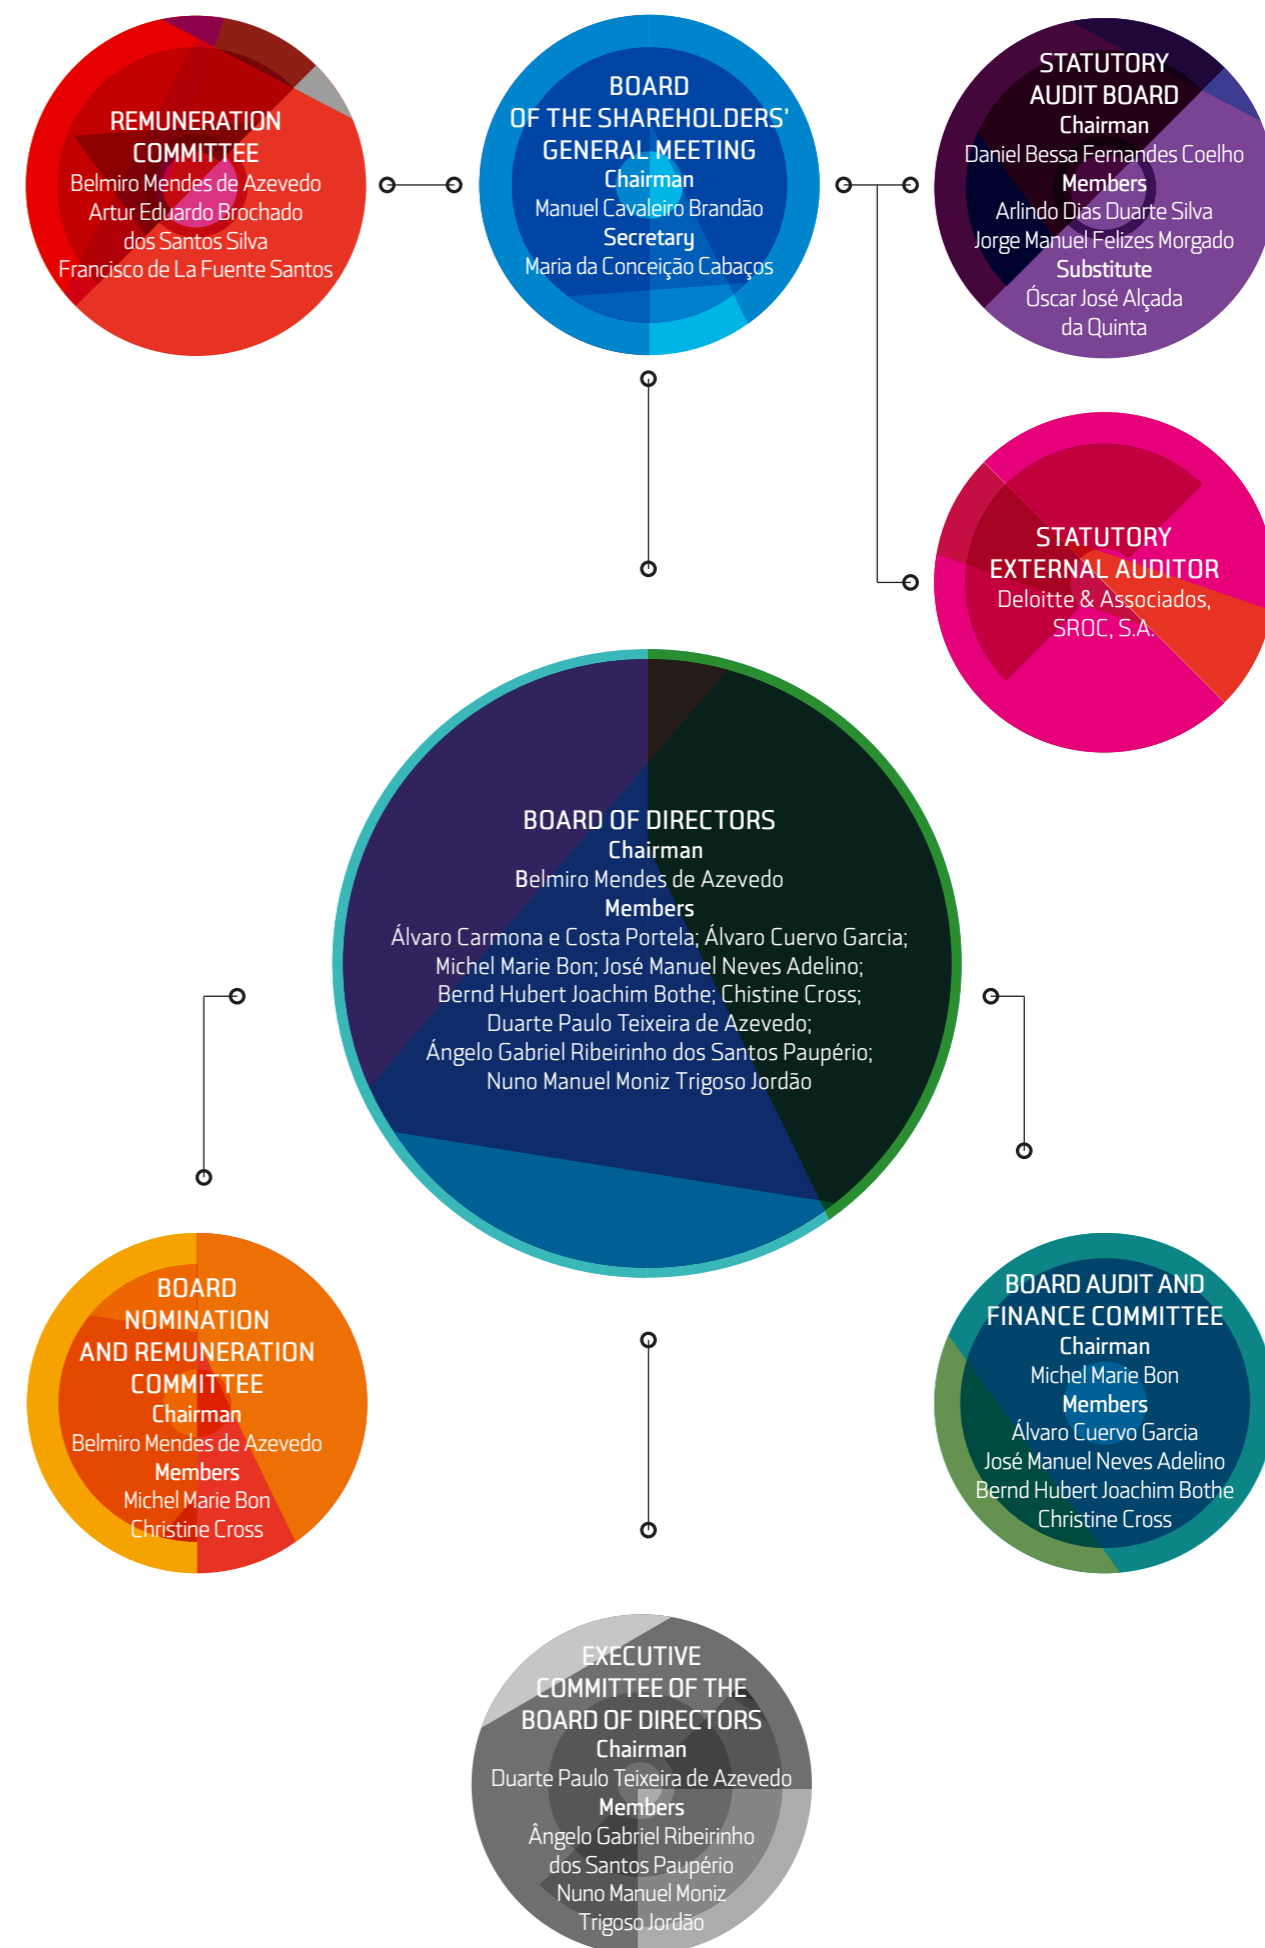 REMUNERATION
COMMITTEE
Belmiro Mendes de Azevedo
Artur Eduardo Brochado
dos Santos Silva
Francisco de La Fuente Santos
BOARD
OF THE SHAREHOLDERS'
GENERAL MEETING
Chairman
Manuel Cavaleiro Brandão
Secretary
Maria da Conceição Cabaços
STATUTORY
AUDIT BOARD
Chairman
Daniel Bessa Fernandes Coelho
Members
Arlindo Dias Duarte Silva
Jorge Manuel Felizes Morgado
Substitute
Óscar José Alçada
da Quinta
STATUTORY
EXTERNAL AUDITOR
Deloitte & Associados,
SROC, S.A.
BOARD OF DIRECTORS
Chairman
Belmiro Mendes de Azevedo
Members
Álvaro Carmona e Costa Portela; Álvaro Cuervo Garcia;
Michel Marie Bon; José Manuel Neves Adelino;
Bernd Hubert Joachim Bothe; Chistine Cross;
Duarte Paulo Teixeira de Azevedo;
Ángelo Gabriel Ribeirinho dos Santos Paupério;
Nuno Manuel Moniz Trigoso Jordão
BOARD
NOMINATION
AND REMUNERATION
COMMITTEE
Chairman
Belmiro Mendes de Azevedo
Members
Michel Marie Bon
Christine Cross
BOARD AUDIT AND
FINANCE COMMITTEE
Chairman
Michel Marie Bon
Members
Álvaro Cuervo Garcia
José Manuel Neves Adelino
Bernd Hubert Joachim Bothe
Christine Cross
EXECUTIVE
COMMITTEE OF THE
BOARD OF DIRECTORS
Chairman
Duarte Paulo Teixeira de Azevedo
Members
Ângelo Gabriel Ribeirinho
dos Santos Paupério
Nuno Manuel Moniz
Trigoso Jordão